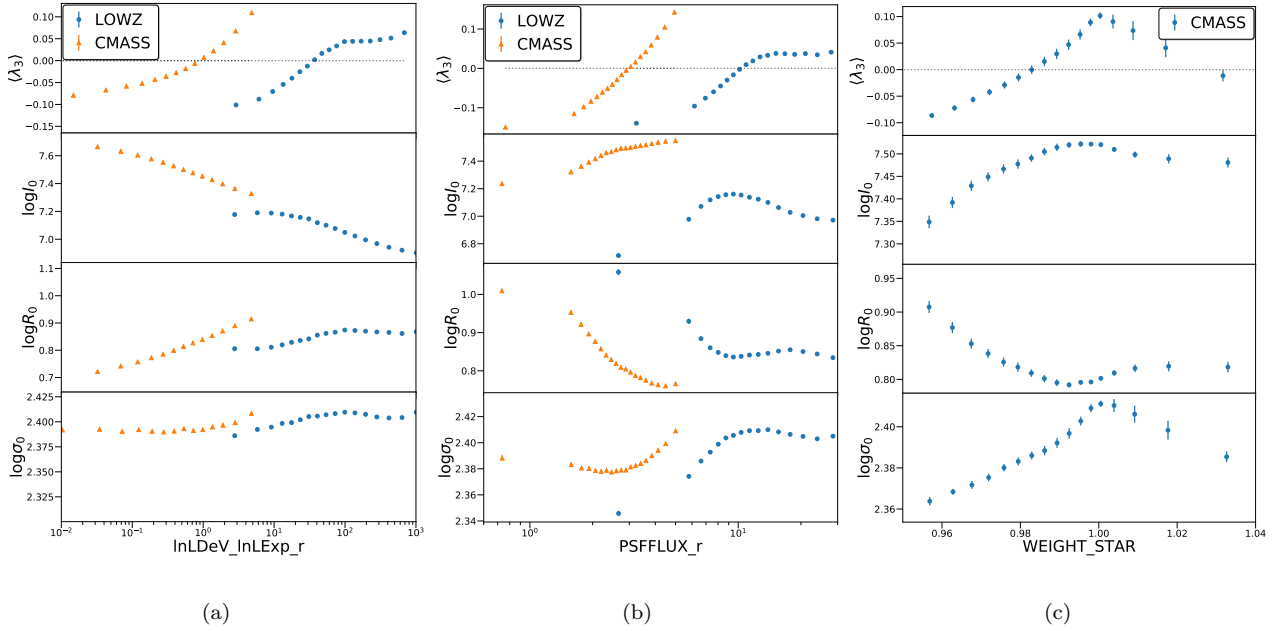 LOWZ
CMASS
⟨λ₃⟩
0.10
0.05
0.00
−0.05
−0.10
−0.15
logI₀
7.6
7.4
7.2
7.0
logR₀
1.1
1.0
0.9
0.8
0.7
logσ₀
2.425
2.400
2.375
2.350
2.325
10⁻² 10⁻¹ 10⁰ 10¹ 10² 10³
lnLDeV_lnLExp_r
(a)
LOWZ
CMASS
⟨λ₃⟩
0.1
0.0
−0.1
logI₀
7.4
7.2
7.0
6.8
logR₀
1.0
0.8
logσ₀
2.42
2.40
2.38
2.36
2.34
10⁰ 10¹
PSFFLUX_r
(b)
CMASS
⟨λ₃⟩
0.10
0.05
0.00
−0.05
−0.10
logI₀
7.50
7.45
7.40
7.35
7.30
logR₀
0.95
0.90
0.85
0.80
logσ₀
2.40
2.38
2.36
0.96 0.98 1.00 1.02 1.04
WEIGHT_STAR
(c)